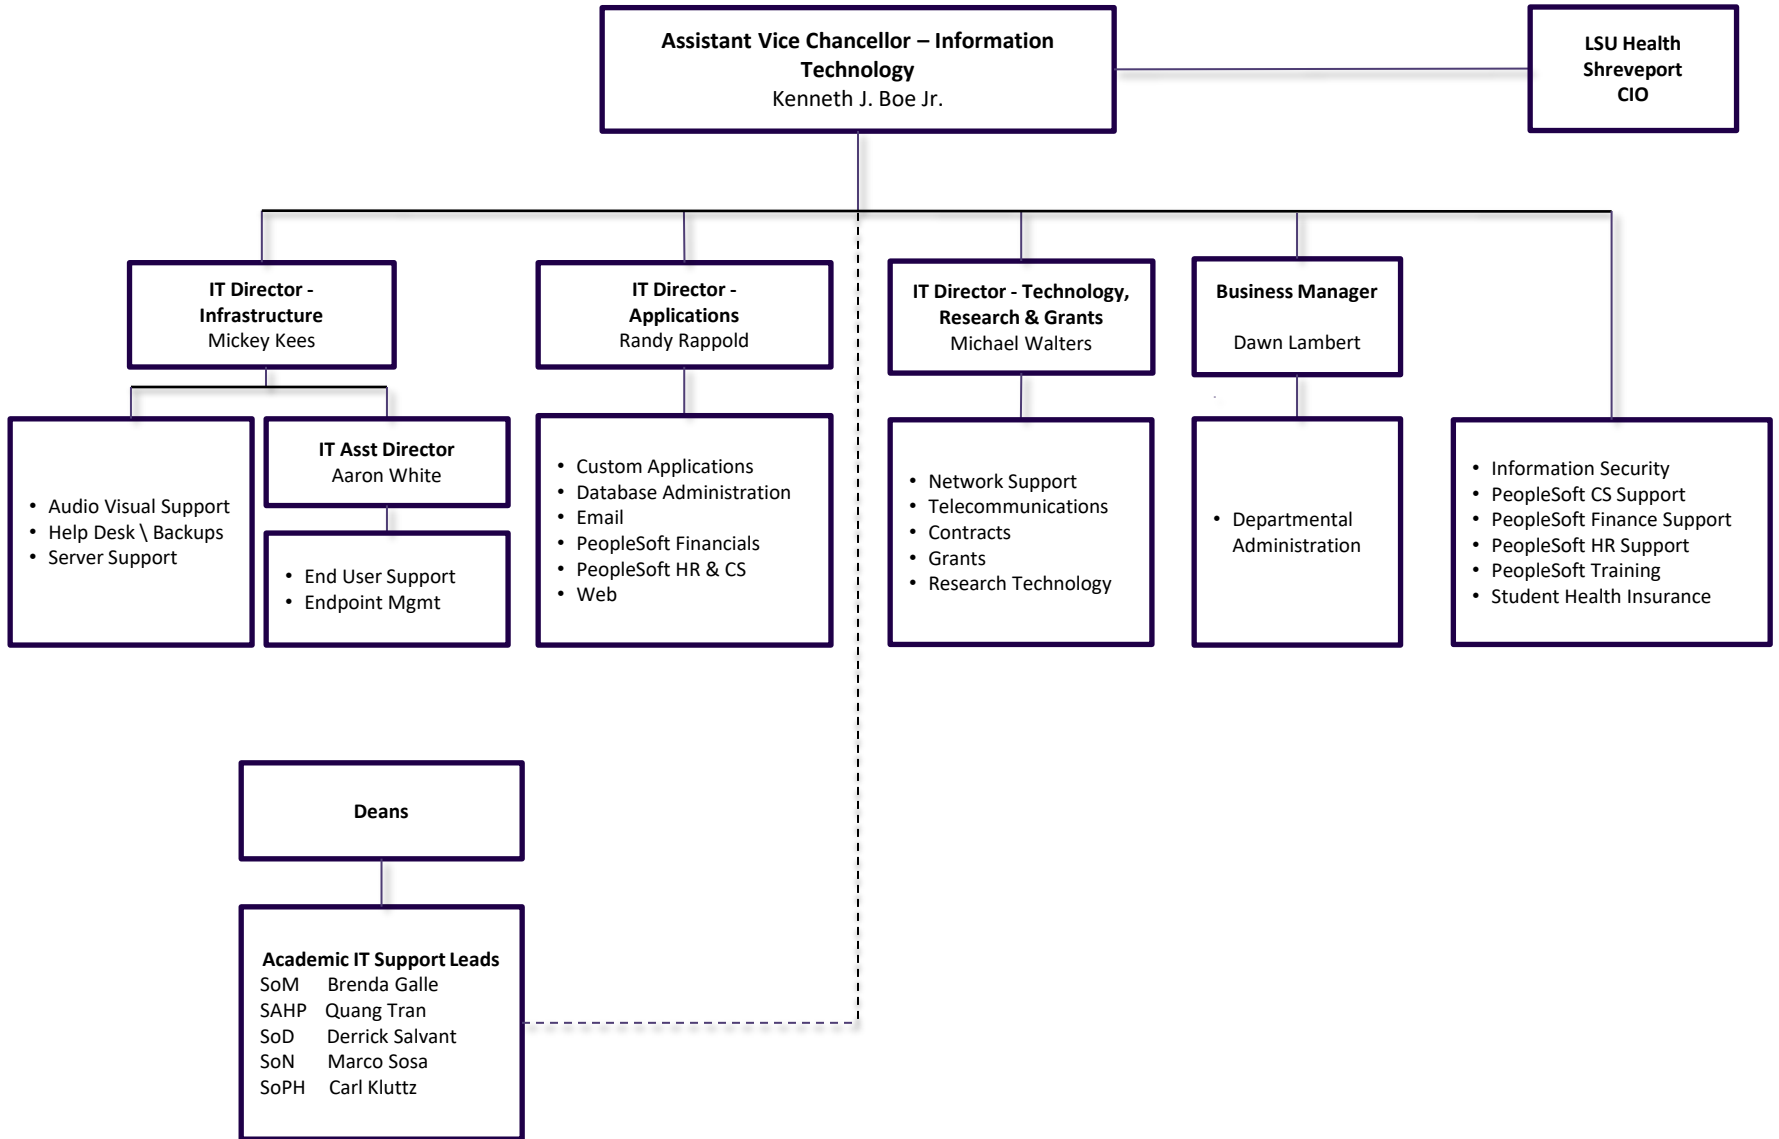 Assistant Vice Chancellor – Information
Technology
Kenneth J. Boe Jr.
LSU Health
Shreveport
CIO
IT Director -
Infrastructure
Mickey Kees
IT Director -
Applications
Randy Rappold
IT Director - Technology,
Research & Grants
Michael Walters
Business Manager
Dawn Lambert
• Audio Visual Support
• Help Desk \ Backups
• Server Support
IT Asst Director
Aaron White
• End User Support
• Endpoint Mgmt
• Custom Applications
• Database Administration
• Email
• PeopleSoft Financials
• PeopleSoft HR & CS
• Web
• Network Support
• Telecommunications
• Contracts
• Grants
• Research Technology
• Departmental
Administration
• Information Security
• PeopleSoft CS Support
• PeopleSoft Finance Support
• PeopleSoft HR Support
• PeopleSoft Training
• Student Health Insurance
Deans
Academic IT Support Leads
SoM Brenda Galle
SAHP Quang Tran
SoD Derrick Salvant
SoN Marco Sosa
SoPH Carl Kluttz